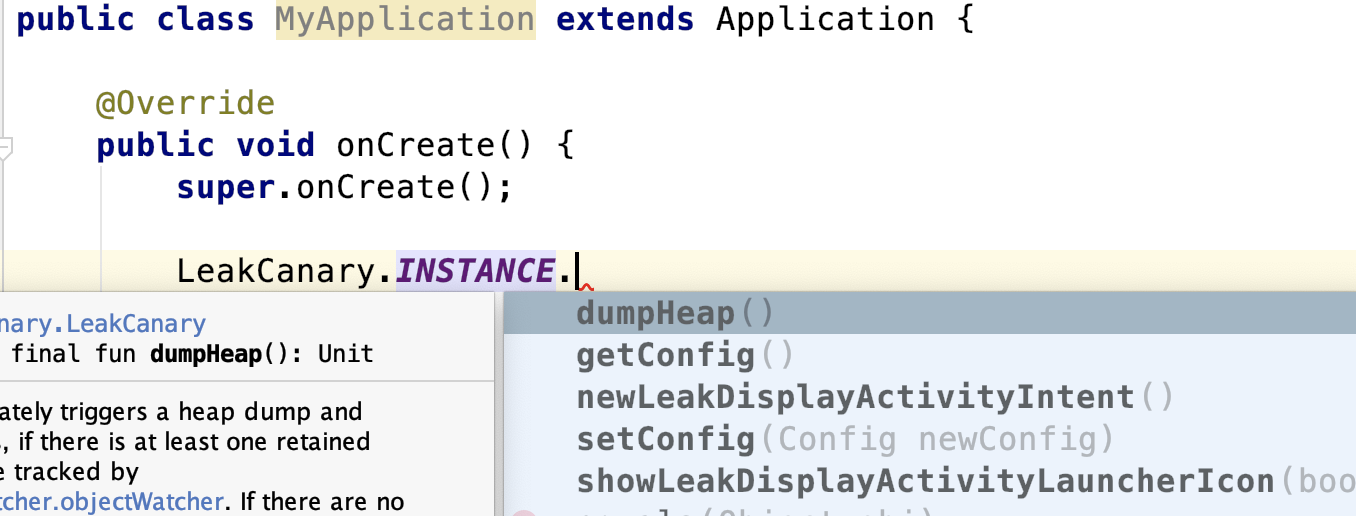 public class MyApplication extends Application {
@Override
public void onCreate() {
super.onCreate();
LeakCanary.INSTANCE.
nary.LeakCanary
final fun dumpHeap(): Unit
ately triggers a heap dump and
s, if there is at least one retained
e tracked by
tcher.objectWatcher. If there are no
dumpHeap()
getConfig()
newLeakDisplayActivityIntent()
setConfig(Config newConfig)
showLeakDisplayActivityLauncherIcon(boo